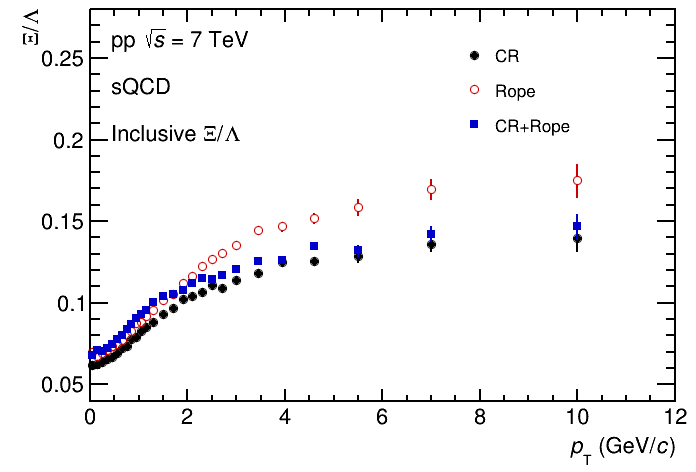 Ξ/Λ
pp √s = 7 TeV
sQCD
Inclusive Ξ/Λ
CR
Rope
CR+Rope
0.25
0.2
0.15
0.1
0.05
0 2 4 6 8 10 12
p_T (GeV/c)